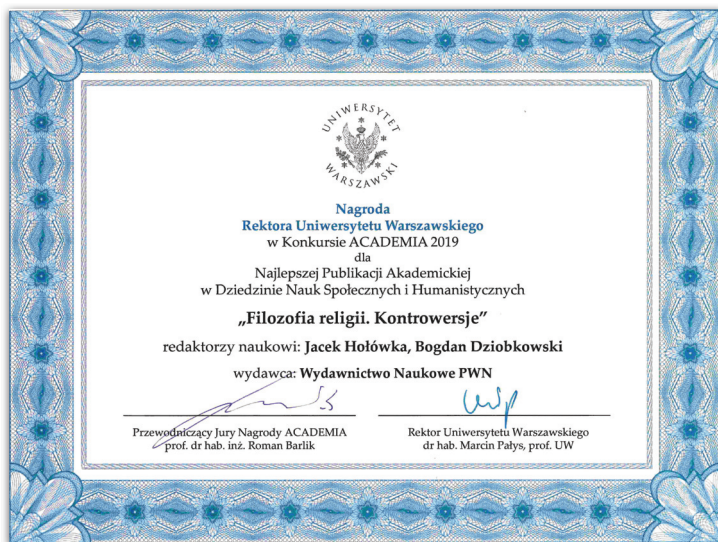 UNIWERSYTET
WARSZAWSKI
Nagroda
Rektora Uniwersytetu Warszawskiego
w Konkursie ACADEMIA 2019
dla
Najlepszej Publikacji Akademickiej
w Dziedzinie Nauk Społecznych i Humanistycznych
„Filozofia religii. Kontrowersje”
redaktorzy naukowi: Jacek Hołówka, Bogdan Dziobkowski
wydawca: Wydawnictwo Naukowe PWN
Przewodniczący Jury Nagrody ACADEMIA
prof. dr hab. inż. Roman Barlik
Rektor Uniwersytetu Warszawskiego
dr hab. Marcin Pałys, prof. UW